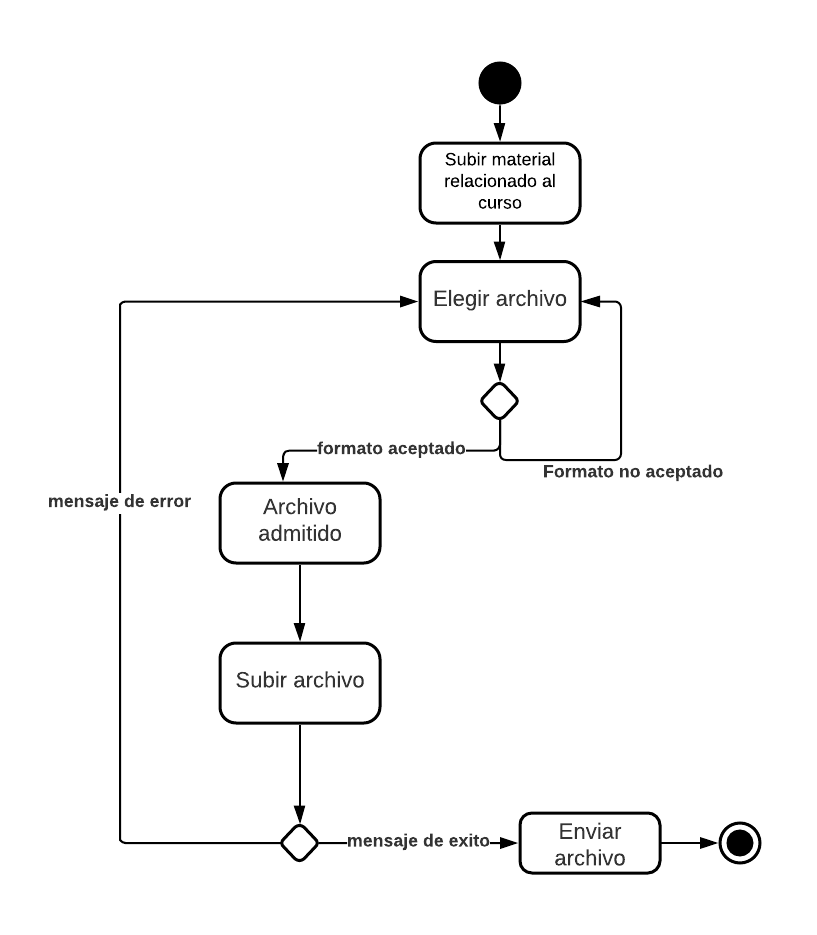 Subir material
relacionado al
curso
Elegir archivo
formato aceptado
Formato no aceptado
mensaje de error
Archivo
admitido
Subir archivo
mensaje de exito
Enviar
archivo